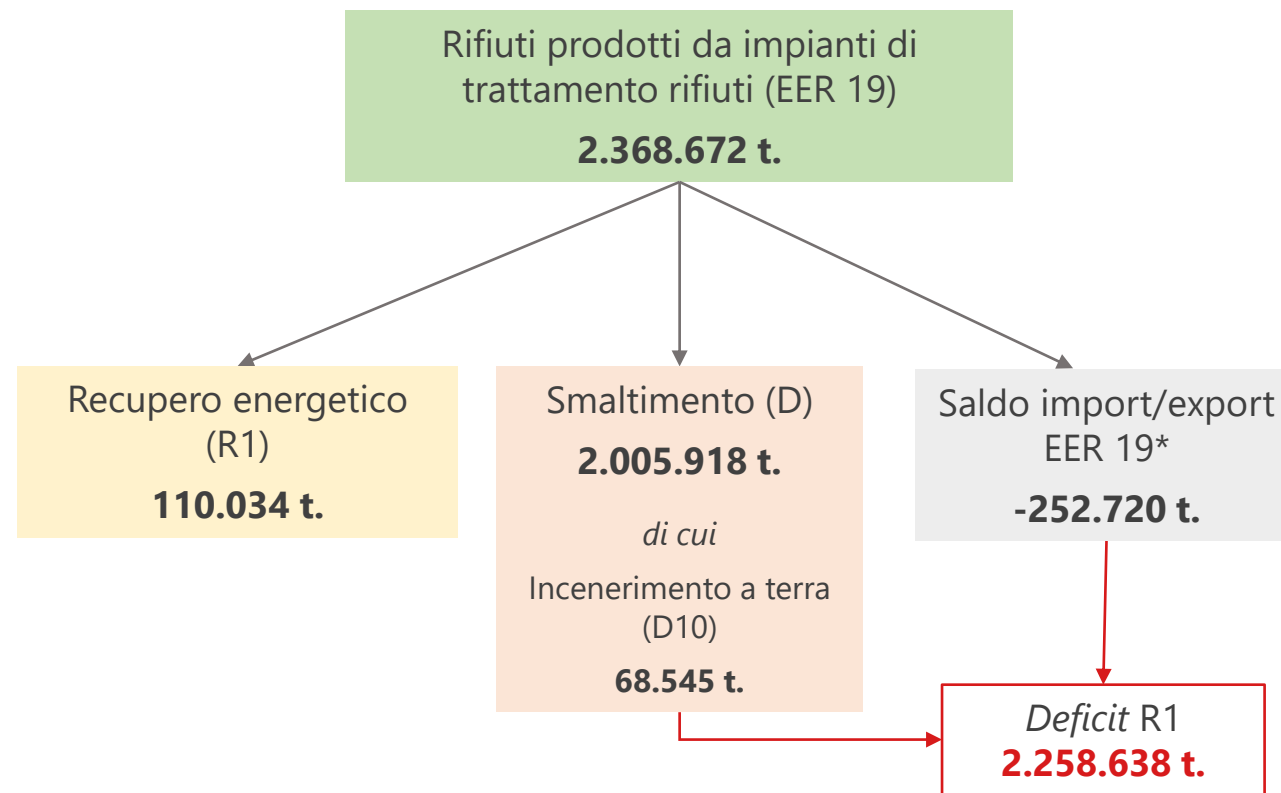 Rifiuti prodotti da impianti di
trattamento rifiuti (EER 19)
2.368.672 t.
Recupero energetico
(R1)
110.034 t.
Smaltimento (D)
2.005.918 t.
di cui
Incenerimento a terra
(D10)
68.545 t.
Saldo import/export
EER 19*
-252.720 t.
Deficit R1
2.258.638 t.